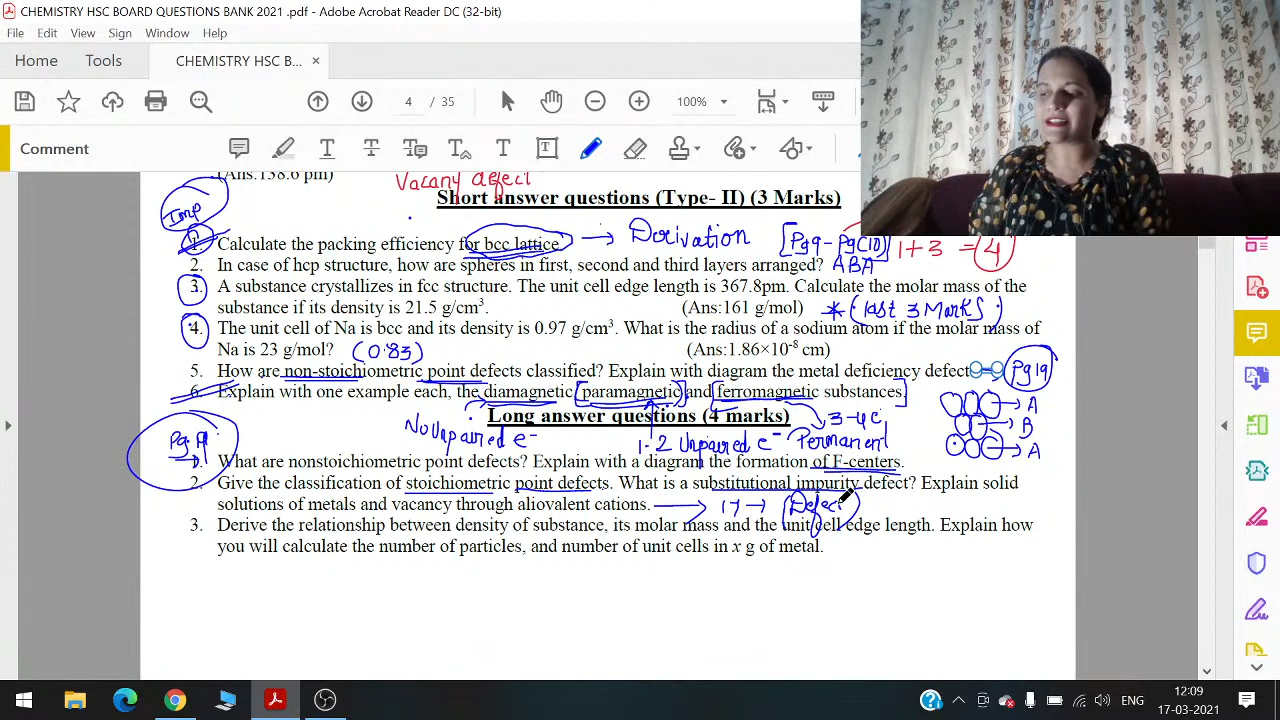 CHEMISTRY HSC BOARD QUESTIONS BANK 2021 .pdf - Adobe Acrobat Reader DC (32-bit)
File Edit View Sign Window Help
Home Tools CHEMISTRY HSC B... ×
4 / 35 100%
Comment
(Ans:138.6 pm)
Vacany defect
Short answer questions (Type- II) (3 Marks)
Imp
1. Calculate the packing efficiency for bcc lattice. → Derivation [Pg 9 - Pg (10)] 1 + 3 = 4
2. In case of hcp structure, how are spheres in first, second and third layers arranged? ABA
3. A substance crystallizes in fcc structure. The unit cell edge length is 367.8pm. Calculate the molar mass of the
substance if its density is 21.5 g/cm3. (Ans:161 g/mol) * (last 3 Marks)
4. The unit cell of Na is bcc and its density is 0.97 g/cm3. What is the radius of a sodium atom if the molar mass of
Na is 23 g/mol? (0.83) (Ans:1.86×10-8 cm)
5. How are non-stoichiometric point defects classified? Explain with diagram the metal deficiency defect Pg 19
6. Explain with one example each, the diamagnetic [paramagnetic] and [ferromagnetic substances.]
→ A
→ B
→ A
Long answer questions (4 marks)
No Unpaired e- 1-2 Unpaired e- Permanent
1. What are nonstoichiometric point defects? Explain with a diagram the formation of F-centers.
2. Give the classification of stoichiometric point defects. What is a substitutional impurity defect? Explain solid
solutions of metals and vacancy through aliovalent cations. → 17 → Defect
3. Derive the relationship between density of substance, its molar mass and the unit cell edge length. Explain how
you will calculate the number of particles, and number of unit cells in x g of metal.
ENG
12:09
17-03-2021